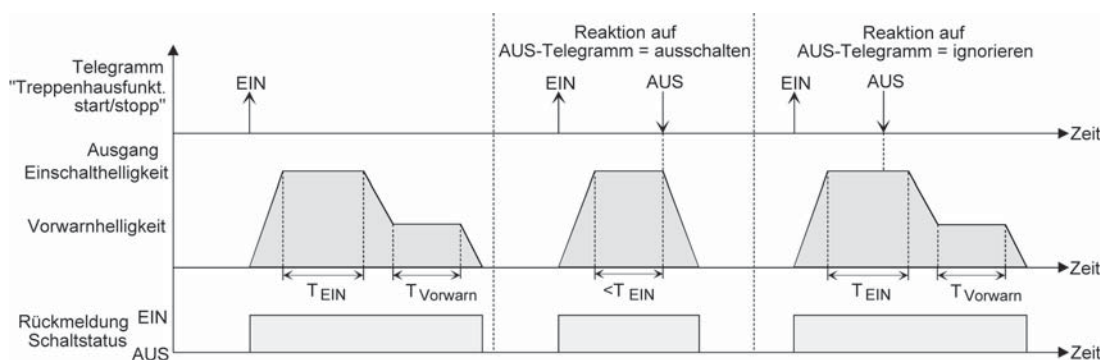 Reaktion auf
AUS-Telegramm = ausschalten
Reaktion auf
AUS-Telegramm = ignorieren
Telegramm
"Treppenhausfunkt.
start/stopp"
EIN
EIN
AUS
EIN
AUS
Zeit
Ausgang
Einschalthelligkeit
Vorwarnhelligkeit
Zeit
T EIN
T Vorwarn
<T EIN
T EIN
T Vorwarn
Rückmeldung
Schaltstatus
EIN
AUS
Zeit